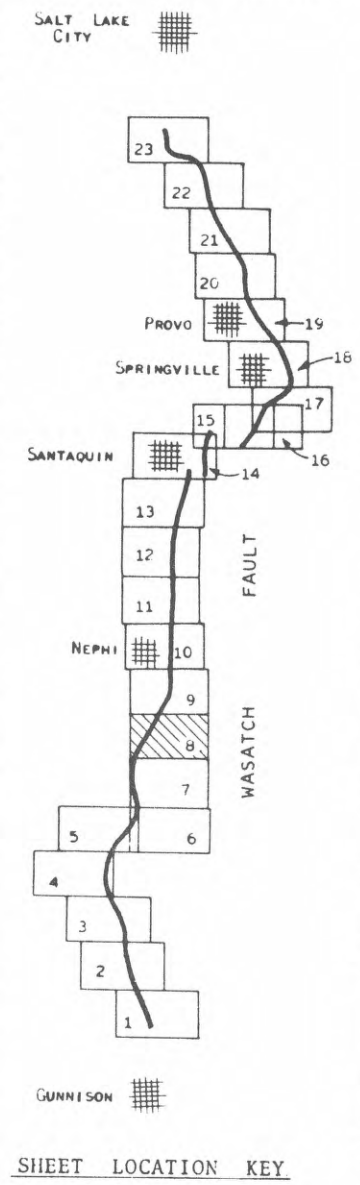 SALT LAKE
CITY
23
22
21
20
PROVO
19
SPRINGVILLE
18
17
15
16
SANTAQUIN
14
13
12
11
NEPHI
10
9
8
7
5
6
4
3
2
1
WASATCH FAULT
GUNNISON
SHEET LOCATION KEY